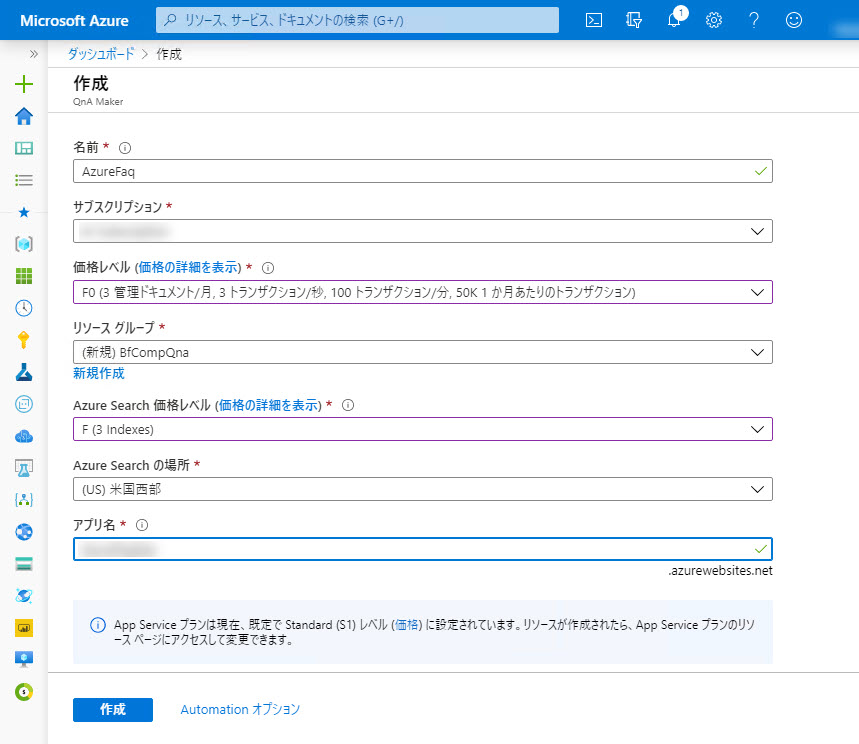 Microsoft Azure
リソース、サービス、ドキュメントの検索 (G+/)
1
ダッシュボード > 作成
作成
QnA Maker
名前 *
AzureFaq
サブスクリプション *
価格レベル (価格の詳細を表示) *
F0 (3 管理ドキュメント/月, 3 トランザクション/秒, 100 トランザクション/分, 50K 1 か月あたりのトランザクション)
リソース グループ *
(新規) BfCompQna
新規作成
Azure Search 価格レベル (価格の詳細を表示) *
F (3 Indexes)
Azure Search の場所 *
(US) 米国西部
アプリ名 *
.azurewebsites.net
App Service プランは現在、既定で Standard (S1) レベル (価格) に設定されています。リソースが作成されたら、App Service プランのリソ
ース ページにアクセスして変更できます。
作成
Automation オプション